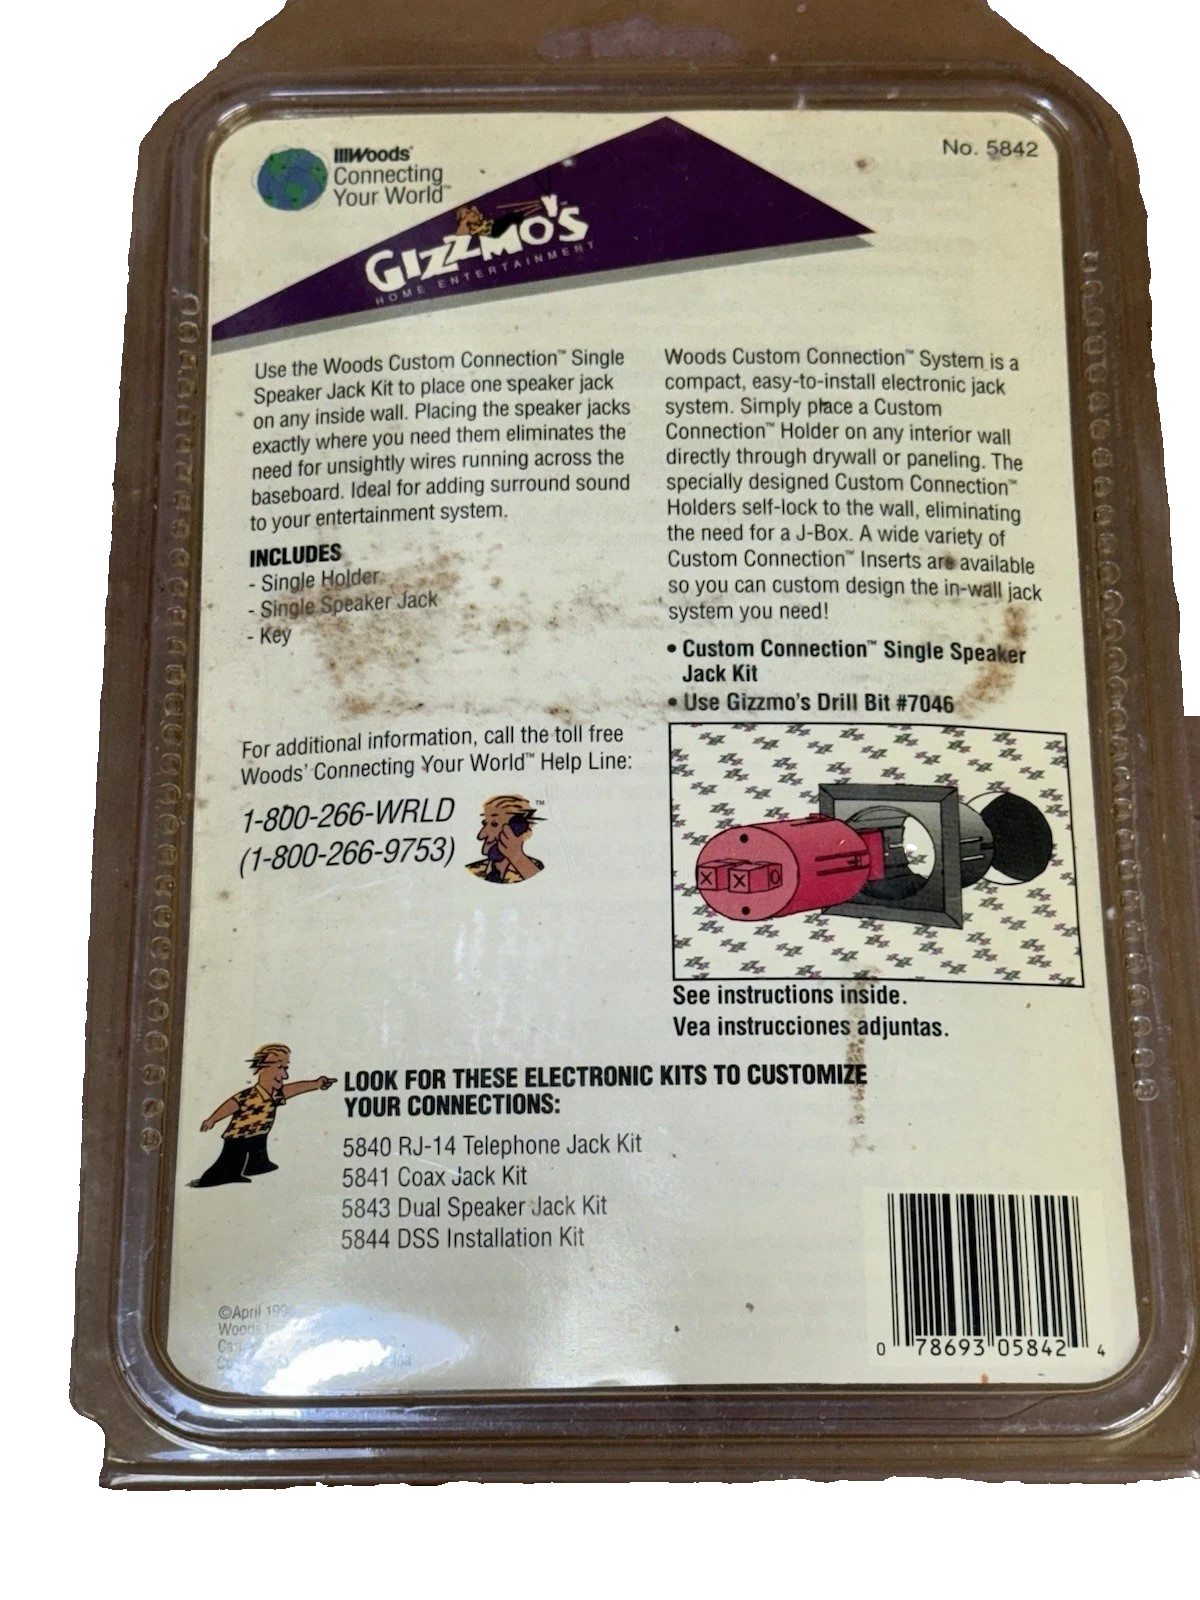 Woods®
Connecting
Your World™
No. 5842
GIZZMO'S
HOME ENTERTAINMENT
Use the Woods Custom Connection™ Single
Speaker Jack Kit to place one speaker jack
on any inside wall. Placing the speaker jacks
exactly where you need them eliminates the
need for unsightly wires running across the
baseboard. Ideal for adding surround sound
to your entertainment system.
INCLUDES
- Single Holder
- Single Speaker Jack
- Key
For additional information, call the toll free
Woods' Connecting Your World™ Help Line:
1-800-266-WRLD
(1-800-266-9753)
TM
Woods Custom Connection™ System is a
compact, easy-to-install electronic jack
system. Simply place a Custom
Connection™ Holder on any interior wall
directly through drywall or paneling. The
specially designed Custom Connection™
Holders self-lock to the wall, eliminating
the need for a J-Box. A wide variety of
Custom Connection™ Inserts are available
so you can custom design the in-wall jack
system you need!
• Custom Connection™ Single Speaker
Jack Kit
• Use Gizzmo's Drill Bit #7046
See instructions inside.
Vea instrucciones adjuntas.
LOOK FOR THESE ELECTRONIC KITS TO CUSTOMIZE
YOUR CONNECTIONS:
5840 RJ-14 Telephone Jack Kit
5841 Coax Jack Kit
5843 Dual Speaker Jack Kit
5844 DSS Installation Kit
©April
Woods
0 78693 05842 4